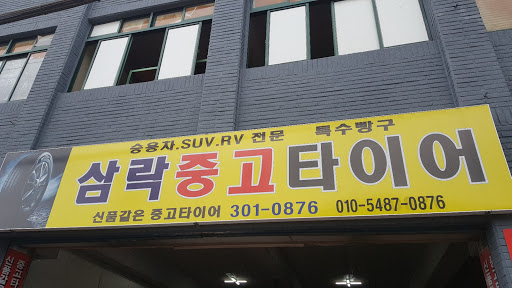 승용차.SUV.RV 전문 특수빵구
삼락중고타이어
신품같은 중고타이어 301-0876 010-5487-0876